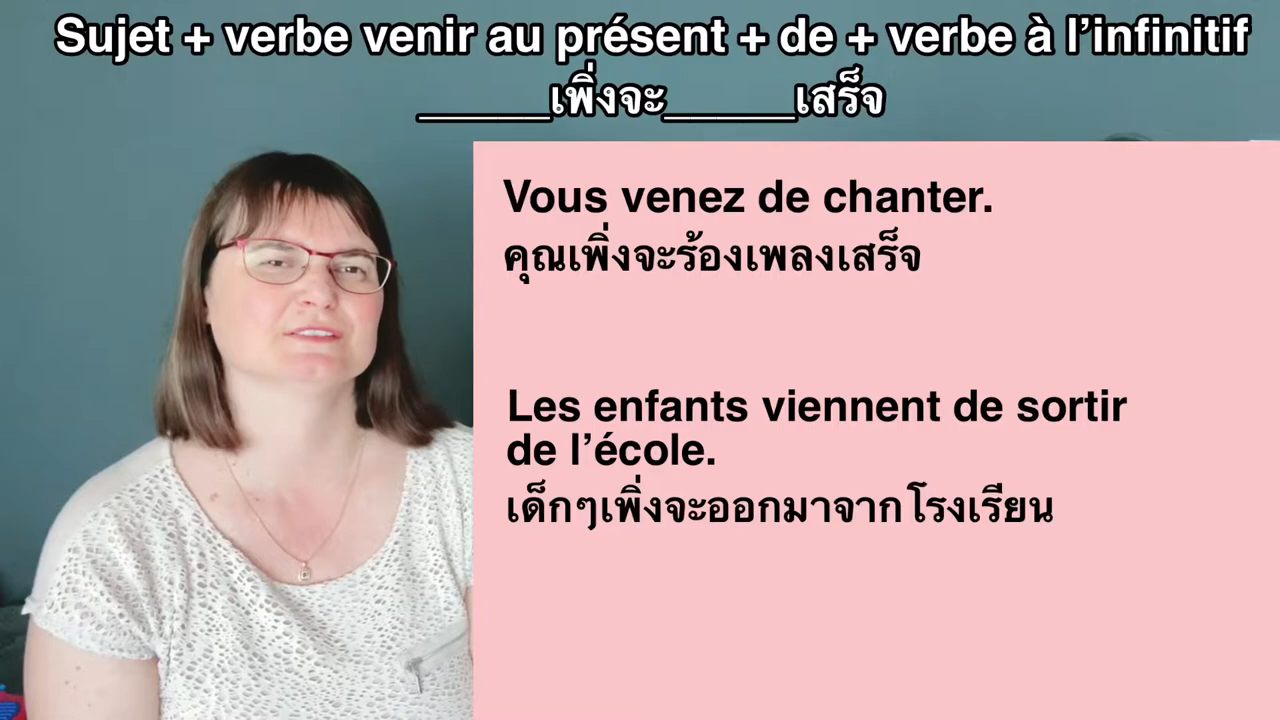 Sujet + verbe venir au présent + de + verbe à l’infinitif
_____เพิ่งจะ_____เสร็จ
Vous venez de chanter.
คุณเพิ่งจะร้องเพลงเสร็จ
Les enfants viennent de sortir
de l’école.
เด็กๆเพิ่งจะออกมาจากโรงเรียน